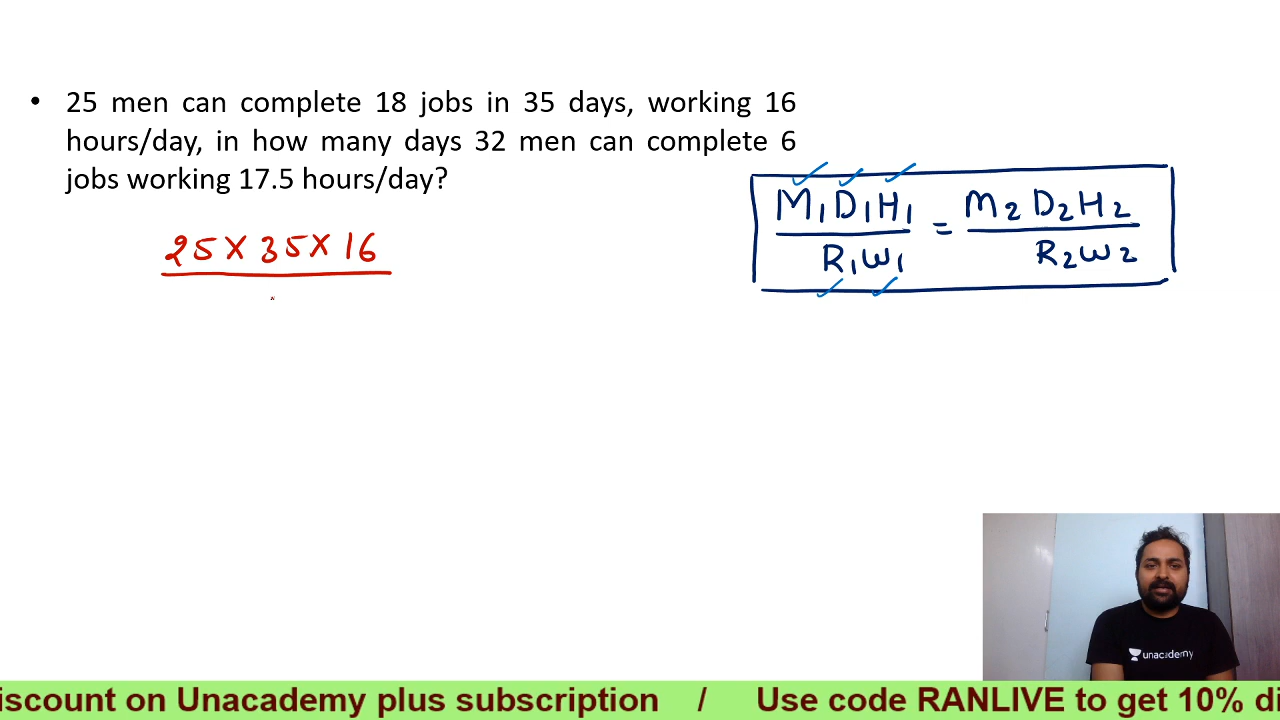 • 25 men can complete 18 jobs in 35 days, working 16
hours/day, in how many days 32 men can complete 6
jobs working 17.5 hours/day?
M₁D₁H₁ / R₁W₁ = M₂D₂H₂ / R₂W₂
25 × 35 × 16
unacademy
iscount on Unacademy plus subscription / Use code RANLIVE to get 10% di